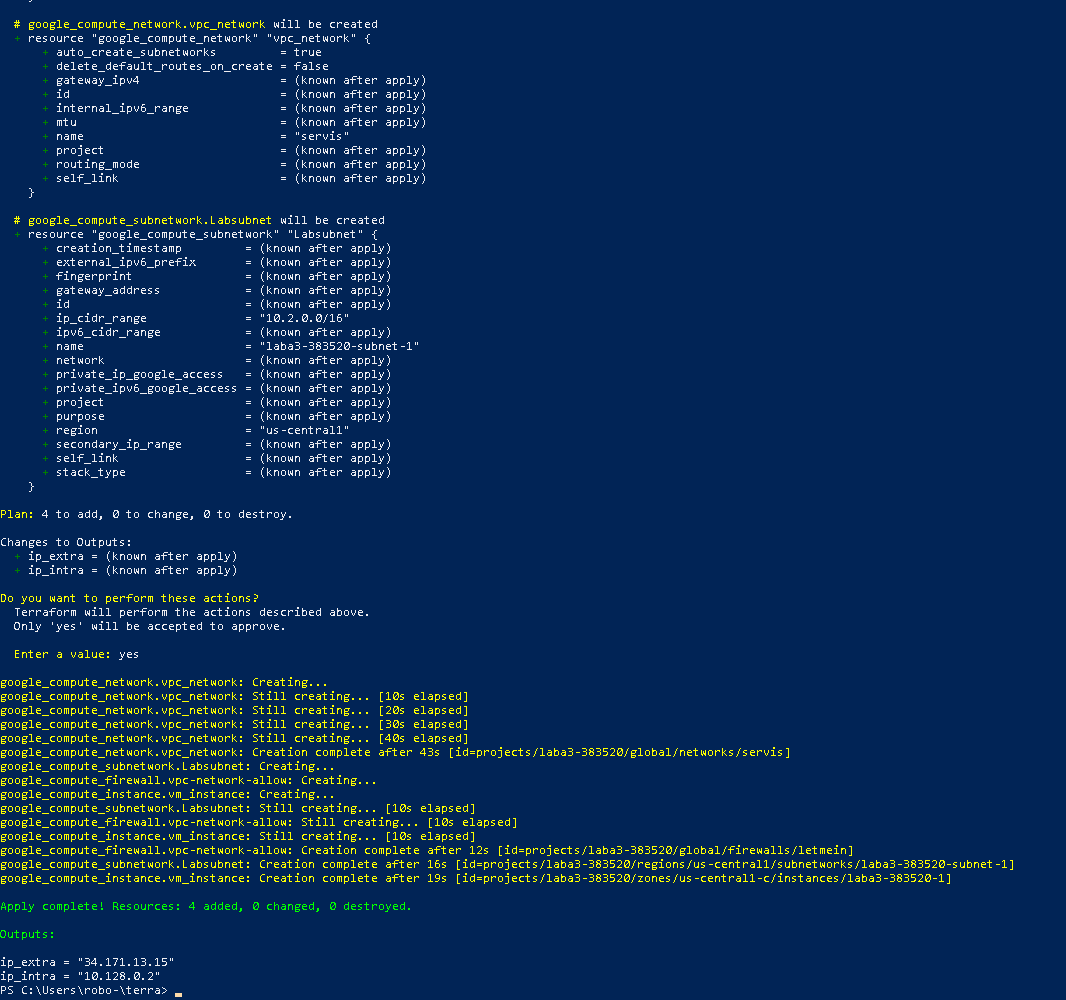 # google_compute_network.vpc_network will be created
+ resource "google_compute_network" "vpc_network" {
+ auto_create_subnetworks = true
+ delete_default_routes_on_create = false
+ gateway_ipv4 = (known after apply)
+ id = (known after apply)
+ internal_ipv6_range = (known after apply)
+ mtu = (known after apply)
+ name = "servis"
+ project = (known after apply)
+ routing_mode = (known after apply)
+ self_link = (known after apply)
}
# google_compute_subnetwork.Labsubnet will be created
+ resource "google_compute_subnetwork" "Labsubnet" {
+ creation_timestamp = (known after apply)
+ external_ipv6_prefix = (known after apply)
+ fingerprint = (known after apply)
+ gateway_address = (known after apply)
+ id = (known after apply)
+ ip_cidr_range = "10.2.0.0/16"
+ ipv6_cidr_range = (known after apply)
+ name = "laba3-383520-subnet-1"
+ network = (known after apply)
+ private_ip_google_access = (known after apply)
+ private_ipv6_google_access = (known after apply)
+ project = (known after apply)
+ purpose = (known after apply)
+ region = "us-central1"
+ secondary_ip_range = (known after apply)
+ self_link = (known after apply)
+ stack_type = (known after apply)
}
Plan: 4 to add, 0 to change, 0 to destroy.
Changes to Outputs:
+ ip_extra = (known after apply)
+ ip_intra = (known after apply)
Do you want to perform these actions?
Terraform will perform the actions described above.
Only 'yes' will be accepted to approve.
Enter a value: yes
google_compute_network.vpc_network: Creating...
google_compute_network.vpc_network: Still creating... [10s elapsed]
google_compute_network.vpc_network: Still creating... [20s elapsed]
google_compute_network.vpc_network: Still creating... [30s elapsed]
google_compute_network.vpc_network: Still creating... [40s elapsed]
google_compute_network.vpc_network: Creation complete after 43s [id=projects/laba3-383520/global/networks/servis]
google_compute_subnetwork.Labsubnet: Creating...
google_compute_firewall.vpc-network-allow: Creating...
google_compute_instance.vm_instance: Creating...
google_compute_subnetwork.Labsubnet: Still creating... [10s elapsed]
google_compute_firewall.vpc-network-allow: Still creating... [10s elapsed]
google_compute_instance.vm_instance: Still creating... [10s elapsed]
google_compute_firewall.vpc-network-allow: Creation complete after 12s [id=projects/laba3-383520/global/firewalls/letmein]
google_compute_subnetwork.Labsubnet: Creation complete after 16s [id=projects/laba3-383520/regions/us-central1/subnetworks/laba3-383520-subnet-1]
google_compute_instance.vm_instance: Creation complete after 19s [id=projects/laba3-383520/zones/us-central1-c/instances/laba3-383520-1]
Apply complete! Resources: 4 added, 0 changed, 0 destroyed.
Outputs:
ip_extra = "34.171.13.15"
ip_intra = "10.128.0.2"
PS C:\Users\robo-\terra>